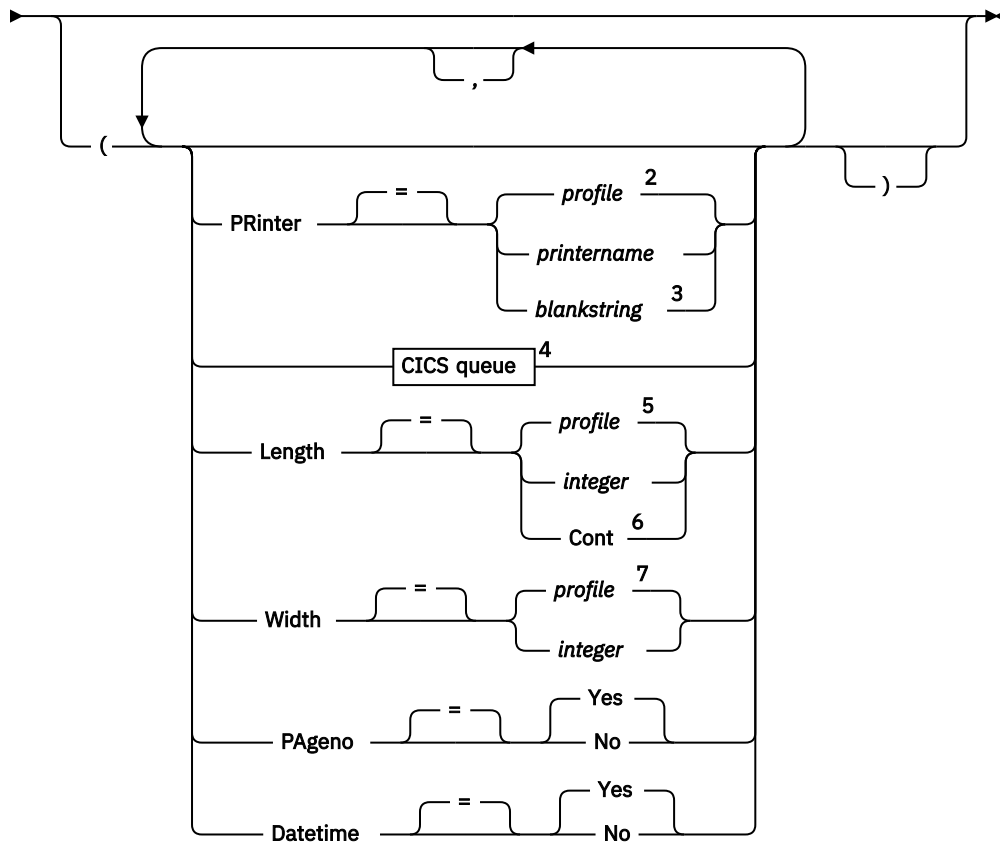 ,
(
)
=
profile 2
PRinter
printername
blankstring 3
CICS queue 4
=
profile 5
Length
integer
Cont 6
=
profile 7
Width
integer
Yes
=
PAgeno
No
Yes
=
Datetime
No